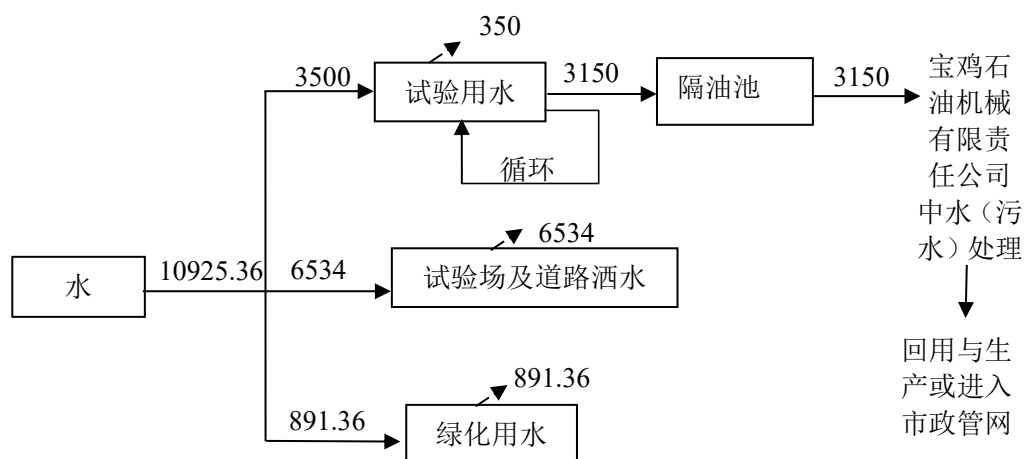 350
3500
试验用水
3150
隔油池
3150
循环
宝鸡石
油机械
有限责
任公司
中水（污
水）处理
6534
水
10925.36
6534
试验场及道路洒水
回用与生
产或进入
市政管网
891.36
891.36
绿化用水